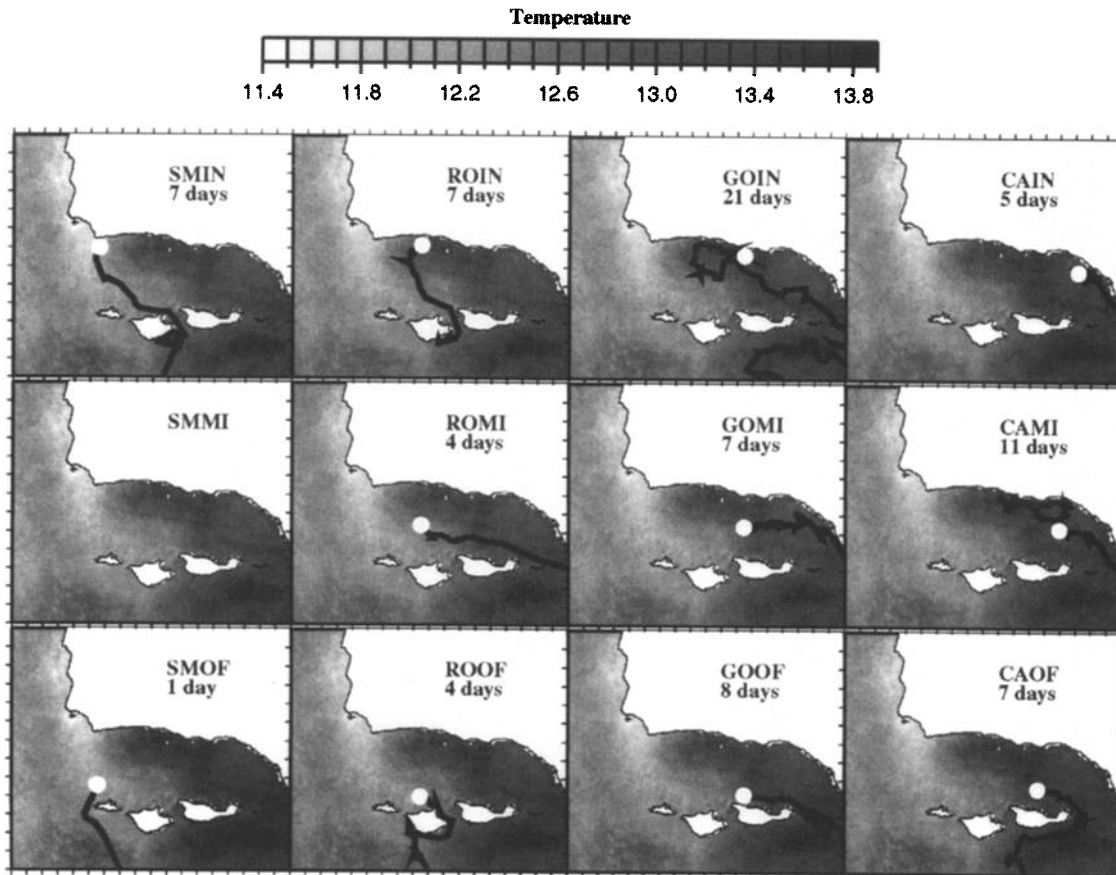 Temperature
11.4 11.8 12.2 12.6 13.0 13.4 13.8
SMIN
7 days
ROIN
7 days
GOIN
21 days
CAIN
5 days
SMMI
ROMI
4 days
GOMI
7 days
CAMI
11 days
SMOF
1 day
ROOF
4 days
GOOF
8 days
CAOF
7 days